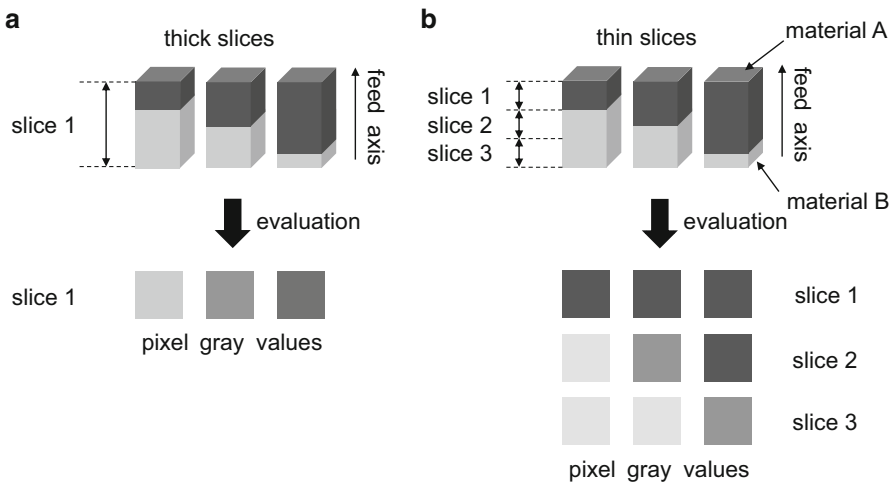 a
thick slices
slice 1
feed axis
evaluation
slice 1
pixel gray values
b
thin slices
material A
slice 1
slice 2
slice 3
feed axis
material B
evaluation
slice 1
slice 2
slice 3
pixel gray values